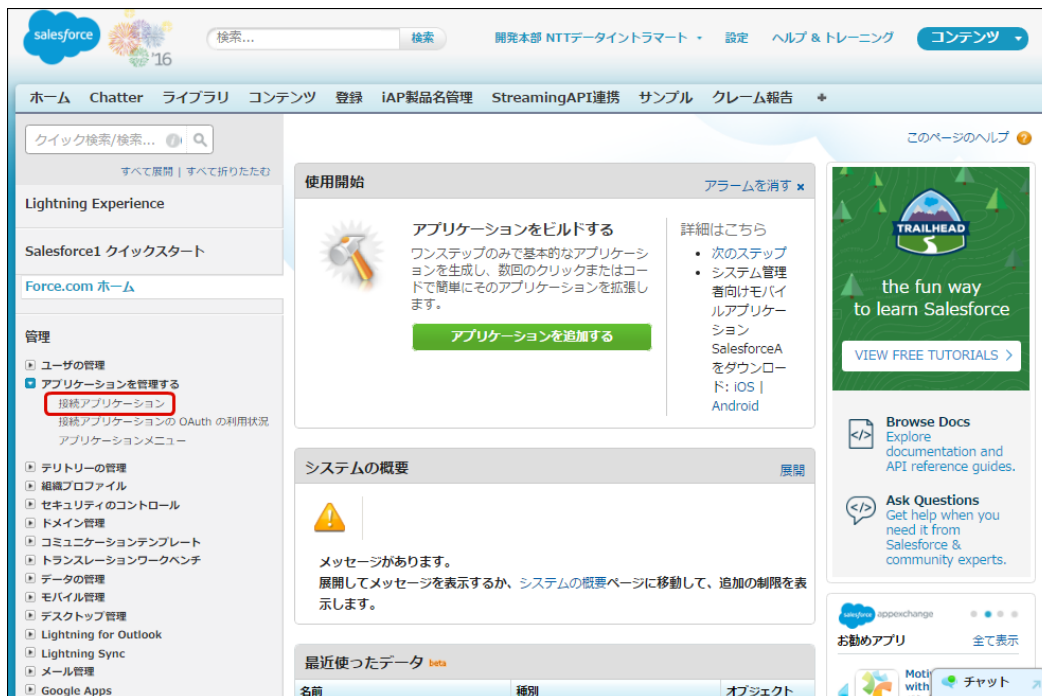 salesforce
'16
検索...
検索
開発本部 NTTデータイントラマート
設定
ヘルプ & トレーニング
コンテンツ
ホーム
Chatter
ライブラリ
コンテンツ
登録
iAP製品名管理
StreamingAPI連携
サンプル
クレーム報告
+
クイック検索/検索...
すべて展開 | すべて折りたたむ
Lightning Experience
Salesforce1 クイックスタート
Force.com ホーム
管理
ユーザの管理
アプリケーションを管理する
接続アプリケーション
接続アプリケーションの OAuth の利用状況
アプリケーションメニュー
テリトリーの管理
組織プロファイル
セキュリティのコントロール
ドメイン管理
コミュニケーションテンプレート
トランスレーションワークベンチ
データの管理
モバイル管理
デスクトップ管理
Lightning for Outlook
Lightning Sync
メール管理
Google Apps
このページのヘルプ ?
使用開始
アラームを消す ×
アプリケーションをビルドする
ワンステップのみで基本的なアプリケーシ
ョンを生成し、数回のクリックまたはコー
ドで簡単にそのアプリケーションを拡張し
ます。
アプリケーションを追加する
詳細はこちら
• 次のステップ
• システム管理
者向けモバイ
ルアプリケー
ション
SalesforceA
をダウンロー
ド: iOS |
Android
システムの概要
展開
メッセージがあります。
展開してメッセージを表示するか、システムの概要ページに移動して、追加の制限を表
示します。
最近使ったデータ beta
名前
種別
オブジェクト
TRAILHEAD
the fun way
to learn Salesforce
VIEW FREE TUTORIALS >
</>
Browse Docs
Explore
documentation and
API reference guides.
</>
Ask Questions
Get help when you
need it from
Salesforce &
community experts.
salesforce appexchange
お勧めアプリ
全て表示
with
チャット